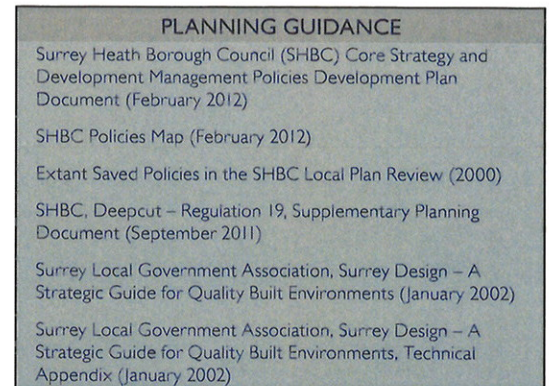 PLANNING GUIDANCE
Surrey Heath Borough Council (SHBC) Core Strategy and
Development Management Policies Development Plan
Document (February 2012)
SHBC Policies Map (February 2012)
Extant Saved Policies in the SHBC Local Plan Review (2000)
SHBC, Deepcut – Regulation 19, Supplementary Planning
Document (September 2011)
Surrey Local Government Association, Surrey Design – A
Strategic Guide for Quality Built Environments (January 2002)
Surrey Local Government Association, Surrey Design – A
Strategic Guide for Quality Built Environments, Technical
Appendix (January 2002)